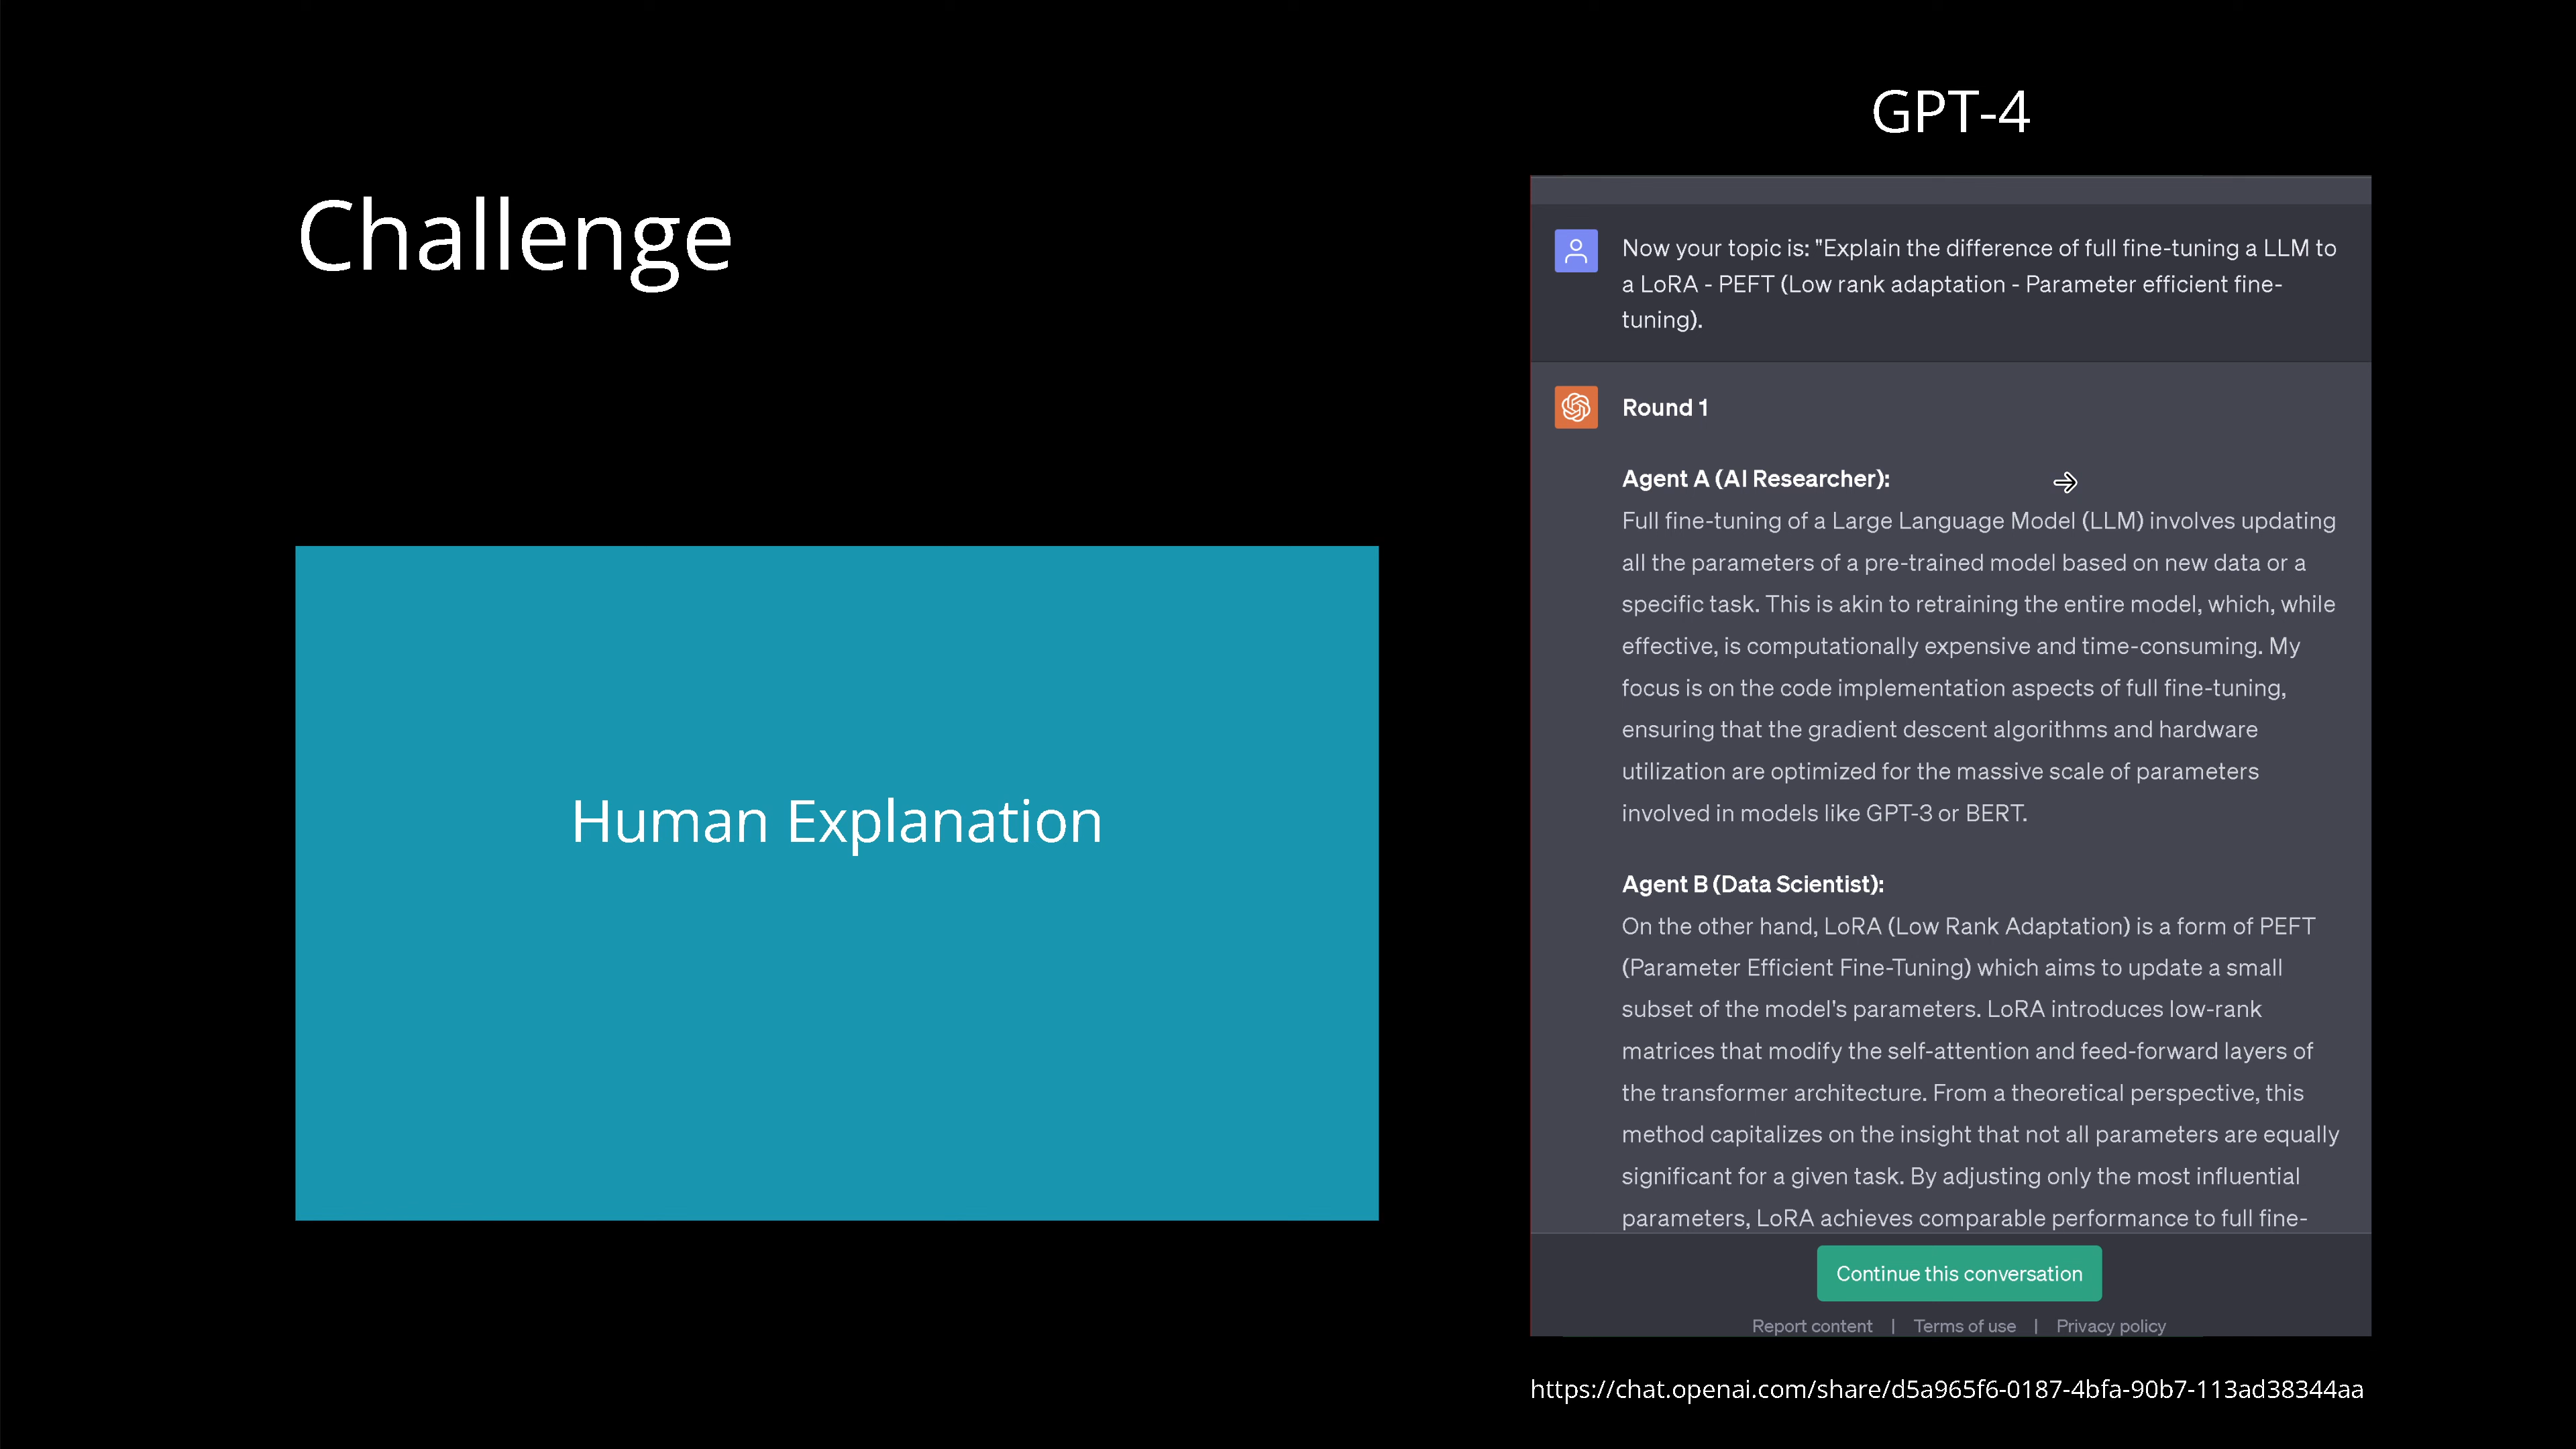 Challenge
Human Explanation
GPT-4
Now your topic is: "Explain the difference of full fine-tuning a LLM to
a LoRA - PEFT (Low rank adaptation - Parameter efficient fine-
tuning).
Round 1
Agent A (AI Researcher):
Full fine-tuning of a Large Language Model (LLM) involves updating
all the parameters of a pre-trained model based on new data or a
specific task. This is akin to retraining the entire model, which, while
effective, is computationally expensive and time-consuming. My
focus is on the code implementation aspects of full fine-tuning,
ensuring that the gradient descent algorithms and hardware
utilization are optimized for the massive scale of parameters
involved in models like GPT-3 or BERT.
Agent B (Data Scientist):
On the other hand, LoRA (Low Rank Adaptation) is a form of PEFT
(Parameter Efficient Fine-Tuning) which aims to update a small
subset of the model's parameters. LoRA introduces low-rank
matrices that modify the self-attention and feed-forward layers of
the transformer architecture. From a theoretical perspective, this
method capitalizes on the insight that not all parameters are equally
significant for a given task. By adjusting only the most influential
parameters, LoRA achieves comparable performance to full fine-
Continue this conversation
Report content | Terms of use | Privacy policy
https://chat.openai.com/share/d5a965f6-0187-4bfa-90b7-113ad38344aa